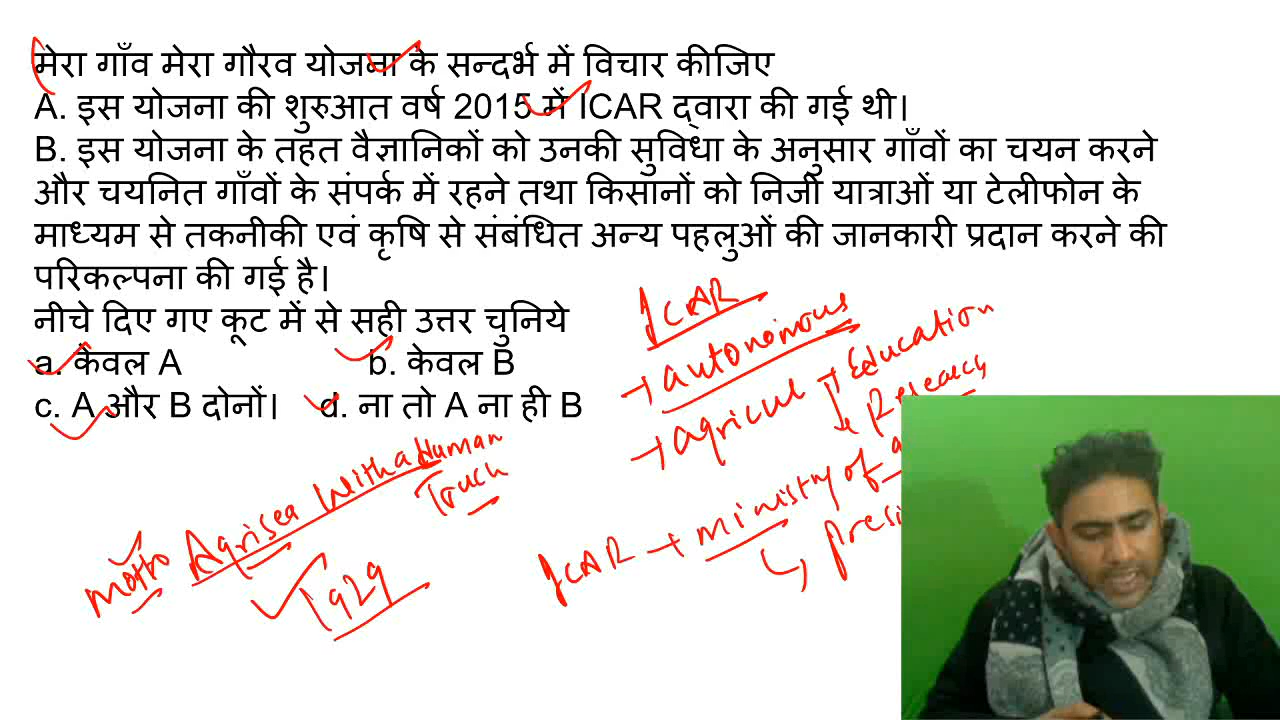 मेरा गाँव मेरा गौरव योजना के सन्दर्भ में विचार कीजिए
A. इस योजना की शुरुआत वर्ष 2015 में ICAR द्वारा की गई थी।
B. इस योजना के तहत वैज्ञानिकों को उनकी सुविधा के अनुसार गाँवों का चयन करने
और चयनित गाँवों के संपर्क में रहने तथा किसानों को निजी यात्राओं या टेलीफोन के
माध्यम से तकनीकी एवं कृषि से संबंधित अन्य पहलुओं की जानकारी प्रदान करने की
परिकल्पना की गई है।
नीचे दिए गए कूट में से सही उत्तर चुनिये
a. केवल A b. केवल B
c. A और B दोनों। d. ना तो A ना ही B
ICAR
autonomous
agricul Education
Research
ICAR ministry of
presi
motto Agrisea With a Human
Touch
1929